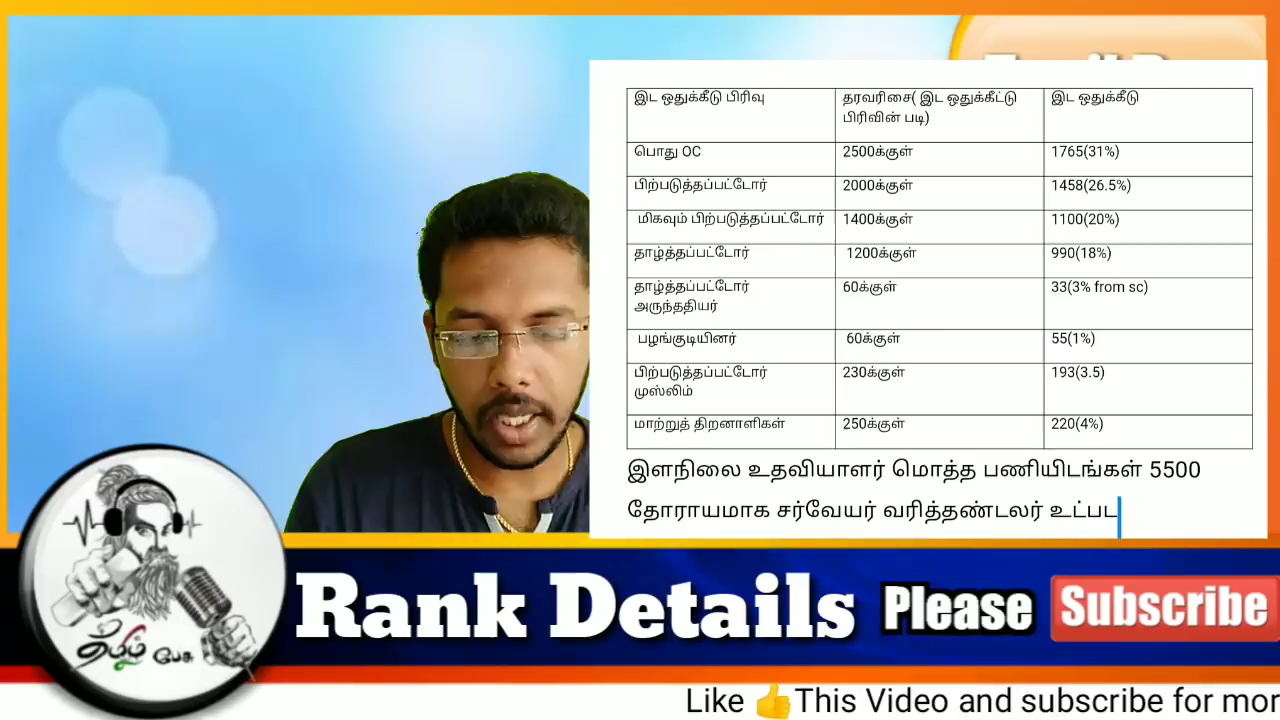 இட ஒதுக்கீடு பிரிவு தரவரிசை( இட ஒதுக்கீட்டு பிரிவின் படி) இட ஒதுக்கீடு
பொது OC 2500க்குள் 1765(31%)
பிற்படுத்தப்பட்டோர் 2000க்குள் 1458(26.5%)
மிகவும் பிற்படுத்தப்பட்டோர் 1400க்குள் 1100(20%)
தாழ்த்தப்பட்டோர் 1200க்குள் 990(18%)
தாழ்த்தப்பட்டோர் அருந்ததியர் 60க்குள் 33(3% from sc)
பழங்குடியினர் 60க்குள் 55(1%)
பிற்படுத்தப்பட்டோர் முஸ்லிம் 230க்குள் 193(3.5)
மாற்றுத் திறனாளிகள் 250க்குள் 220(4%)
இளநிலை உதவியாளர் மொத்த பணியிடங்கள் 5500
தோராயமாக சர்வேயர் வரித்தண்டலர் உட்பட
தமிழ் பேசு
Rank Details Please Subscribe
Like 👍This Video and subscribe for mor